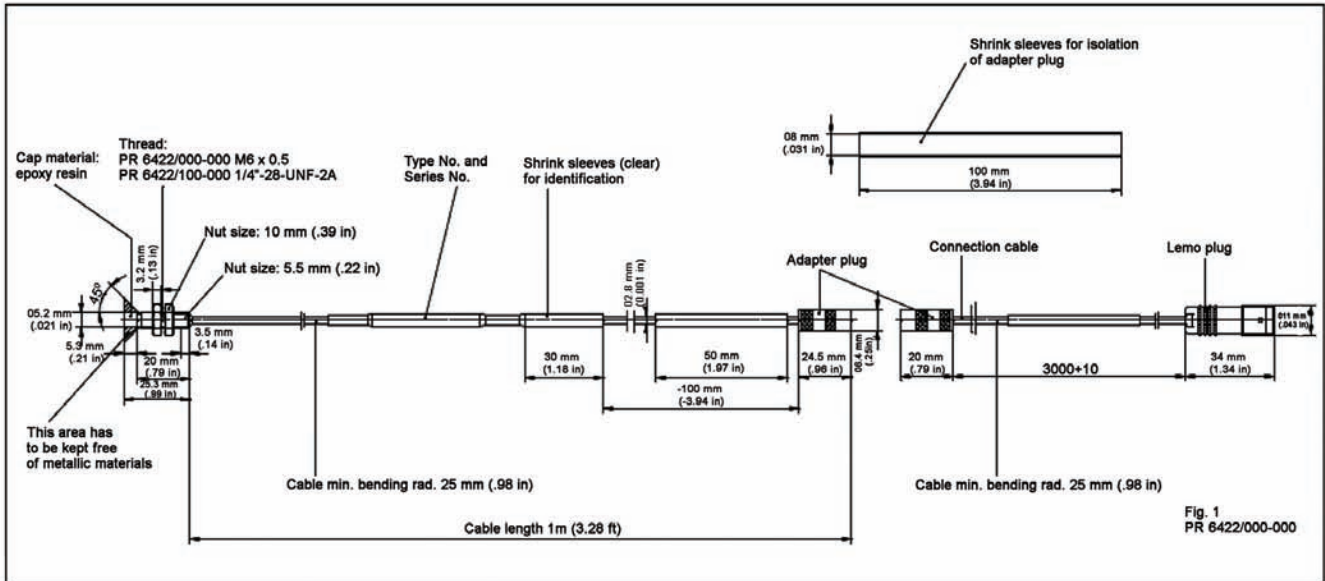 Shrink sleeves for isolation
of adapter plug
08 mm
(.031 in)
100 mm
(3.94 in)
Cap material:
epoxy resin
Thread:
PR 6422/000-000 M6 x 0.5
PR 6422/100-000 1/4"-28-UNF-2A
Type No. and
Series No.
Shrink sleeves (clear)
for identification
Nut size: 10 mm (.39 in)
Nut size: 5.5 mm (.22 in)
3.2 mm
(.13 in)
45°
05.2 mm
(.021 in)
5.3 mm
(.21 in)
3.5 mm
(.14 in)
20 mm
(.79 in)
25.3 mm
(.99 in)
02.8 mm
(0.001 in)
Adapter plug
Connection cable
Lemo plug
30 mm
(1.18 in)
50 mm
(1.97 in)
-100 mm
(-3.94 in)
24.5 mm
(.96 in)
06.4 mm
(.25in)
20 mm
(.79 in)
3000+10
34 mm
(1.34 in)
011 mm
(.043 in)
This area has
to be kept free
of metallic materials
Cable min. bending rad. 25 mm (.98 in)
Cable min. bending rad. 25 mm (.98 in)
Cable length 1m (3.28 ft)
Fig. 1
PR 6422/000-000